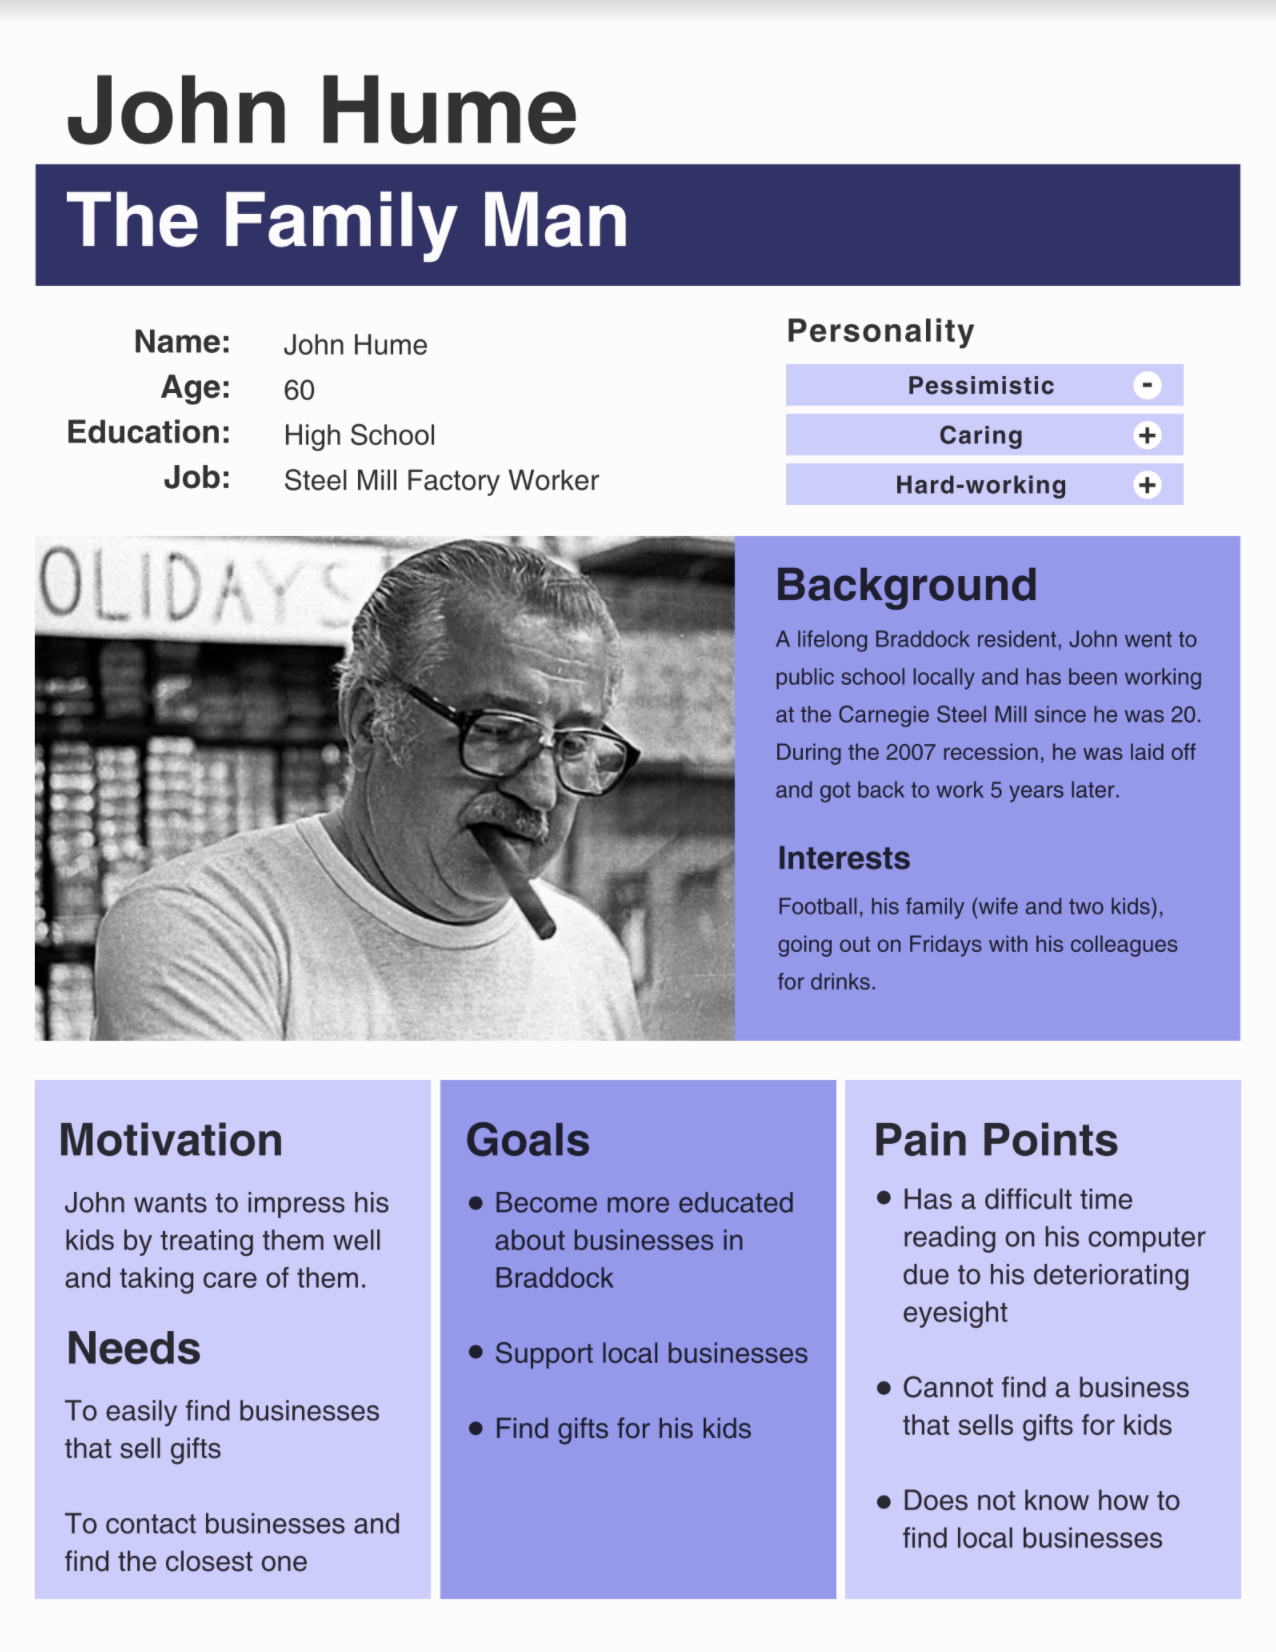 John Hume
The Family Man
Name: John Hume
Age: 60
Education: High School
Job: Steel Mill Factory Worker
Personality
Pessimistic -
Caring +
Hard-working +
OLIDAYS
Background
A lifelong Braddock resident, John went to
public school locally and has been working
at the Carnegie Steel Mill since he was 20.
During the 2007 recession, he was laid off
and got back to work 5 years later.
Interests
Football, his family (wife and two kids),
going out on Fridays with his colleagues
for drinks.
Motivation
John wants to impress his
kids by treating them well
and taking care of them.
Needs
To easily find businesses
that sell gifts
To contact businesses and
find the closest one
Goals
● Become more educated
about businesses in
Braddock
● Support local businesses
● Find gifts for his kids
Pain Points
● Has a difficult time
reading on his computer
due to his deteriorating
eyesight
● Cannot find a business
that sells gifts for kids
● Does not know how to
find local businesses